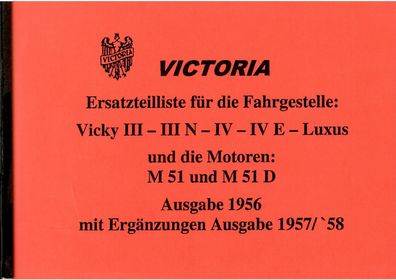 VICTORIA
VICTORIA
Ersatzteilliste für die Fahrgestelle:
Vicky III – III N – IV – IV E – Luxus
und die Motoren:
M 51 und M 51 D
Ausgabe 1956
mit Ergänzungen Ausgabe 1957/`58